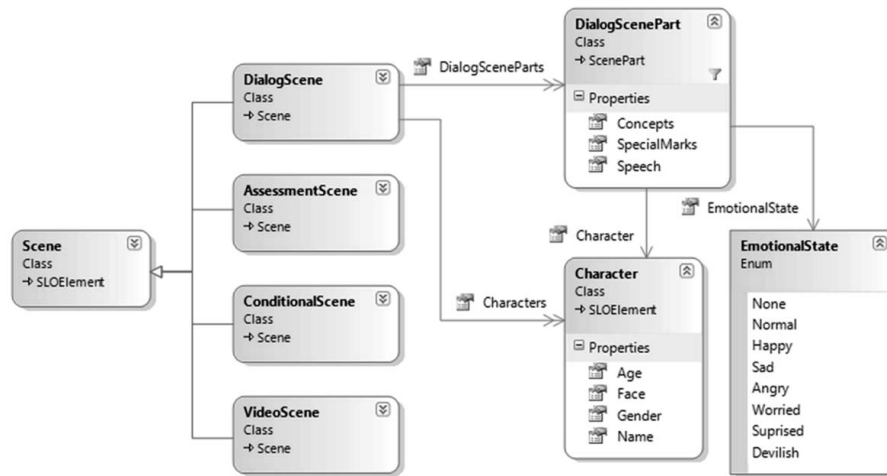 Scene
Class
→ SLOElement
DialogScene
Class
→ Scene
AssessmentScene
Class
→ Scene
ConditionalScene
Class
→ Scene
VideoScene
Class
→ Scene
DialogSceneParts
Characters
DialogScenePart
Class
→ ScenePart
Properties
Concepts
SpecialMarks
Speech
Character
EmotionalState
Character
Class
→ SLOElement
Properties
Age
Face
Gender
Name
EmotionalState
Enum
None
Normal
Happy
Sad
Angry
Worried
Suprised
Devilish